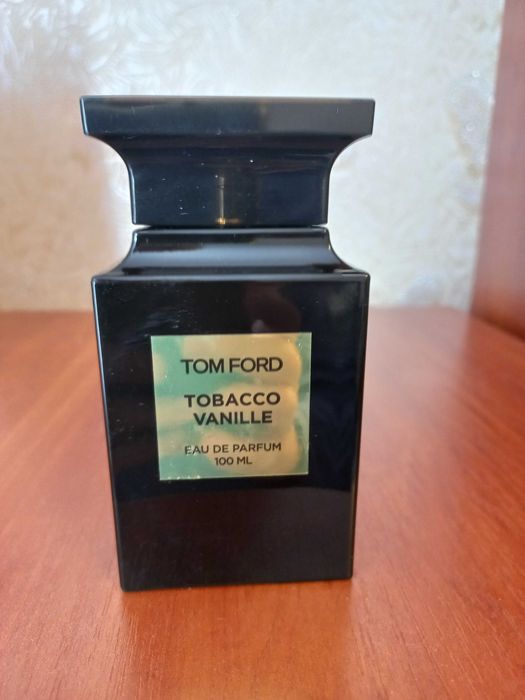 TOM FORD
TOBACCO
VANILLE
EAU DE PARFUM
100 ML